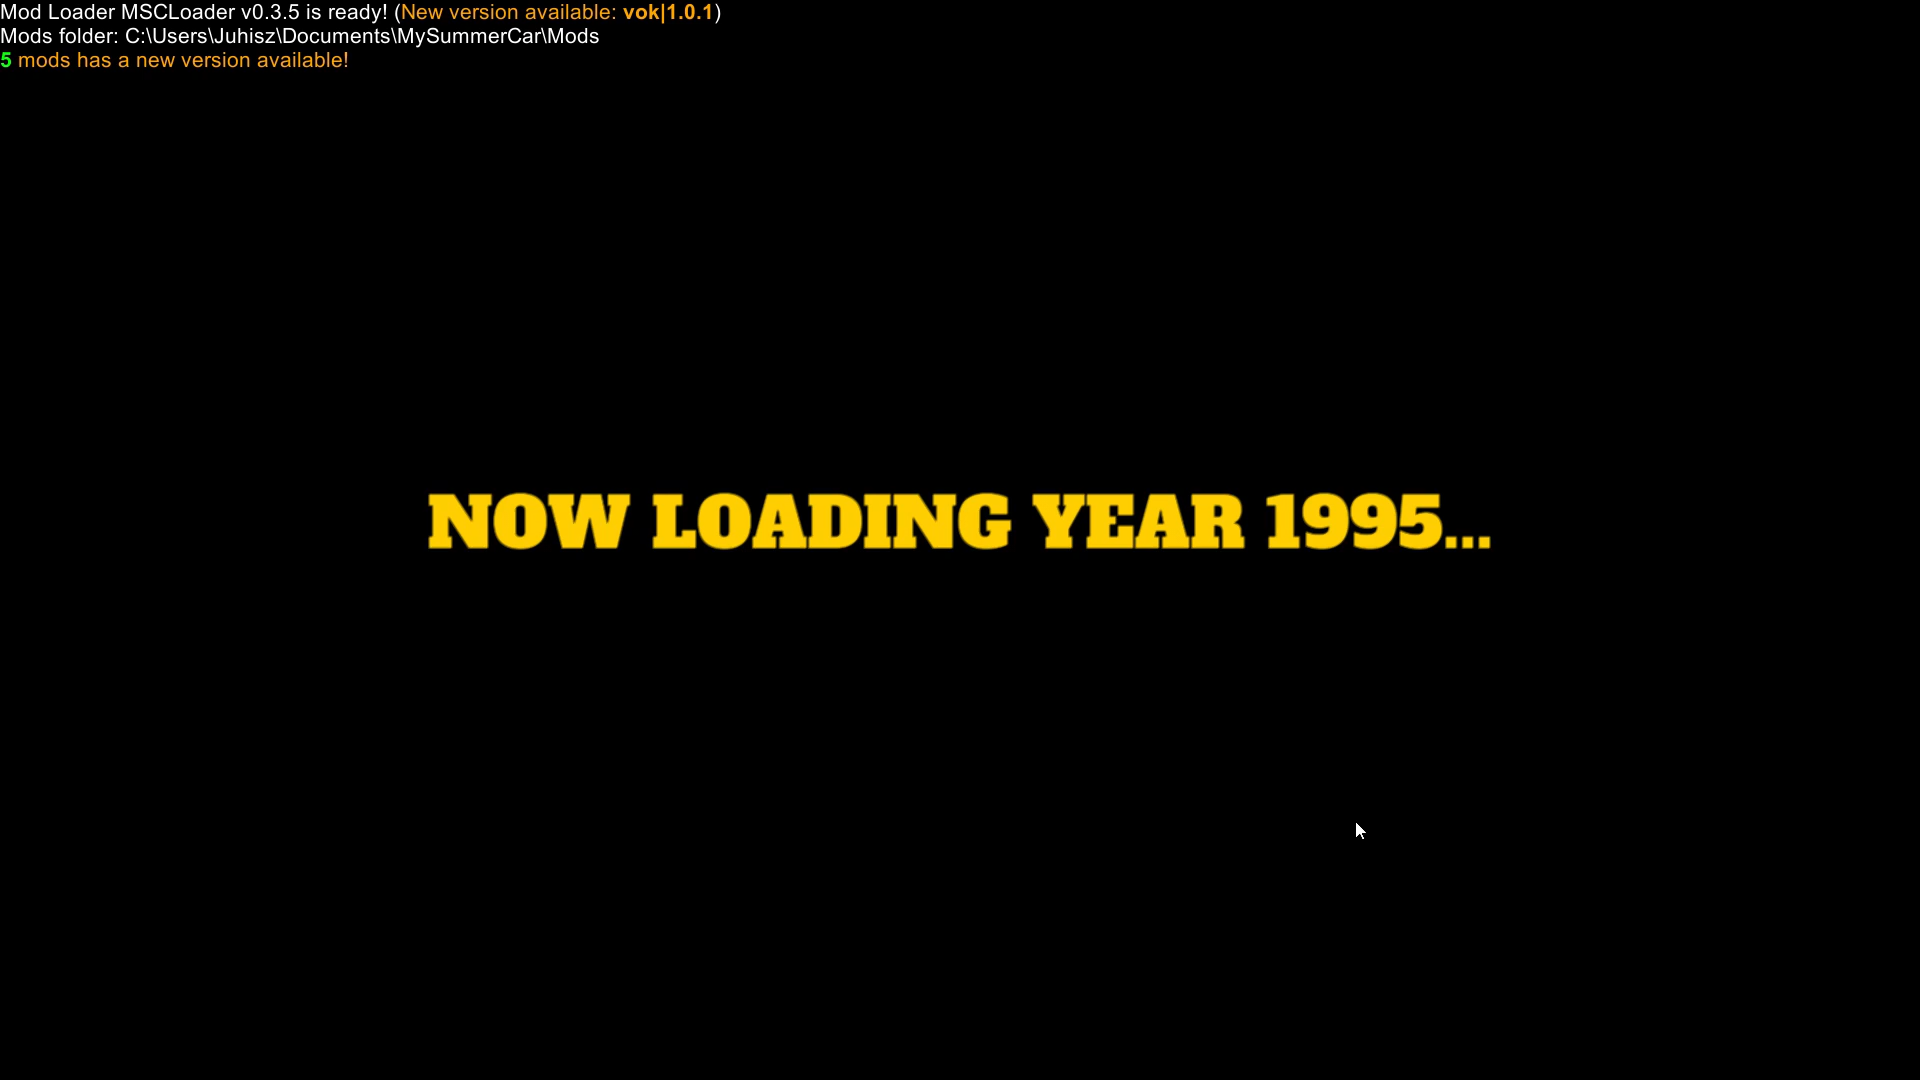 Mod Loader MSCLoader v0.3.5 is ready! (New version available: vok|1.0.1)
Mods folder: C:\Users\Juhisz\Documents\MySummerCar\Mods
5 mods has a new version available!
NOW LOADING YEAR 1995...